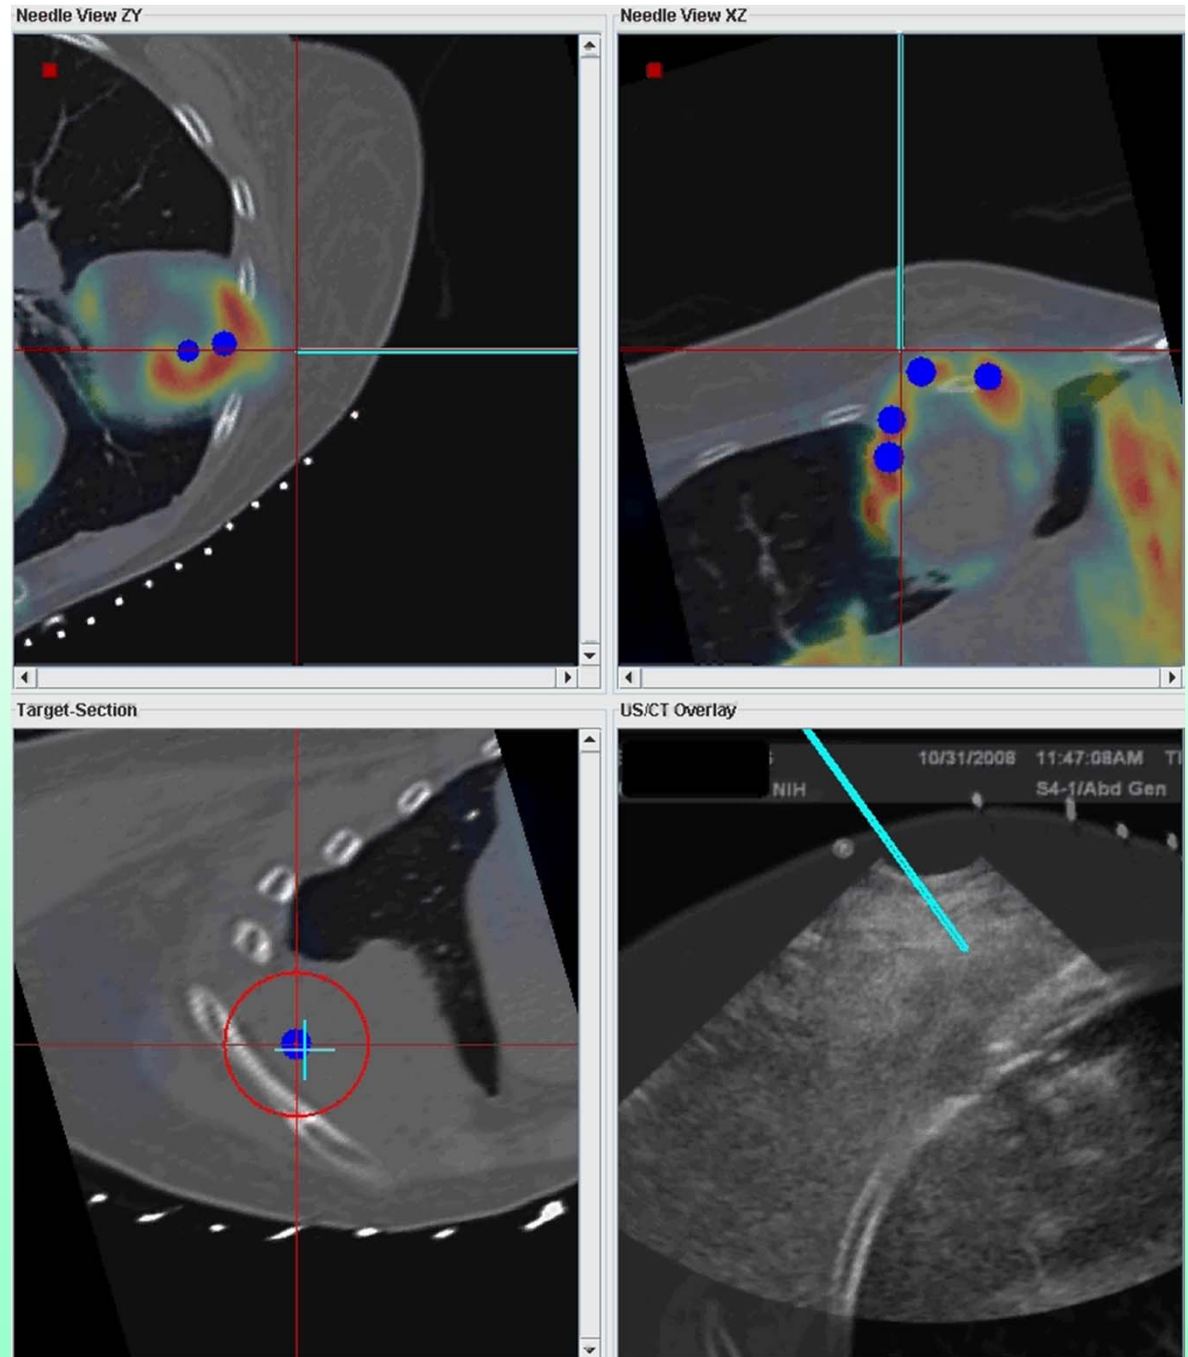 Needle View ZY
Needle View XZ
Target-Section
US/CT Overlay
10/31/2008 11:47:08AM TI
NIH S4-1/Abd Gen